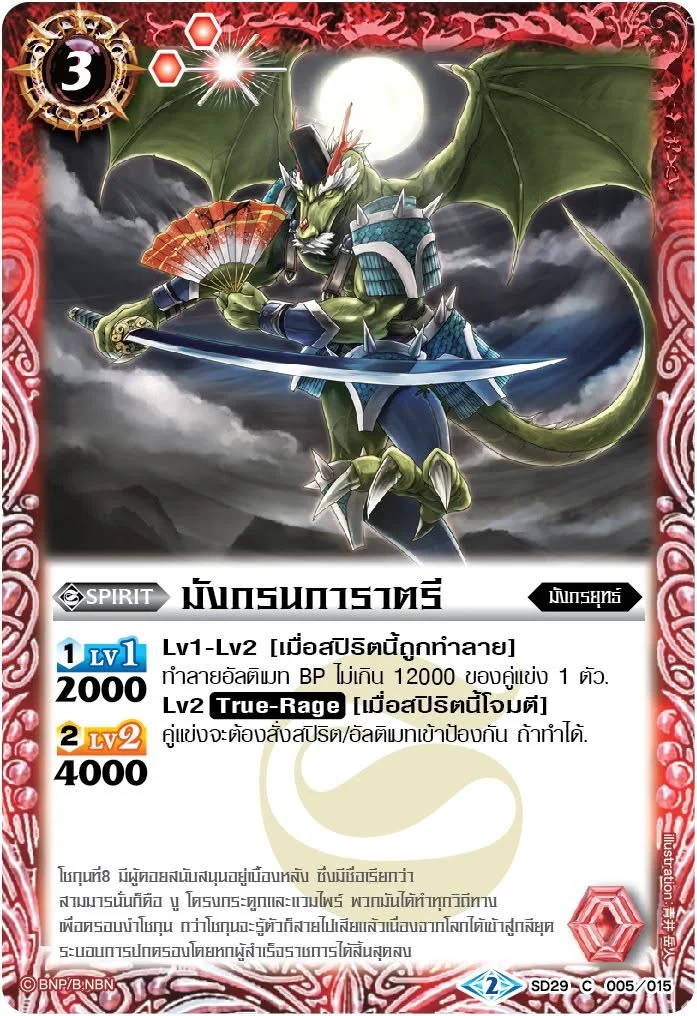 3
SPIRIT มังกรนภาราตรี มังกรยุทธ์
1 LV1
2000
2 LV2
4000
Lv1-Lv2 [เมื่อสปิริตนี้ถูกทำลาย]
ทำลายอัลติเมท BP ไม่เกิน 12000 ของคู่แข่ง 1 ตัว.
Lv2 True-Rage [เมื่อสปิริตนี้โจมตี]
คู่แข่งจะต้องสั่งสปิริต/อัลติเมทเข้าป้องกัน ถ้าทำได้.
โชกุนที่8 มีผู้คอยสนับสนุนอยู่เบื้องหลัง ซึ่งมีชื่อเรียกว่า
สามมารนั่นก็คือ งู โครงกระดูกและแวมไพร์ พวกมันได้ทำทุกวิถีทาง
เพื่อครอบงำโชกุน กว่าโชกุนจะรู้ตัวก็สายไปเสียแล้วเนื่องจากโลกได้เข้าสู่กลียุค
ระบอบการปกครองโดยหกผู้สำเร็จราชการได้สิ้นสุดลง
illustration:青井 岳人
©BNP/B:NBN
2 SD29 C 005/015